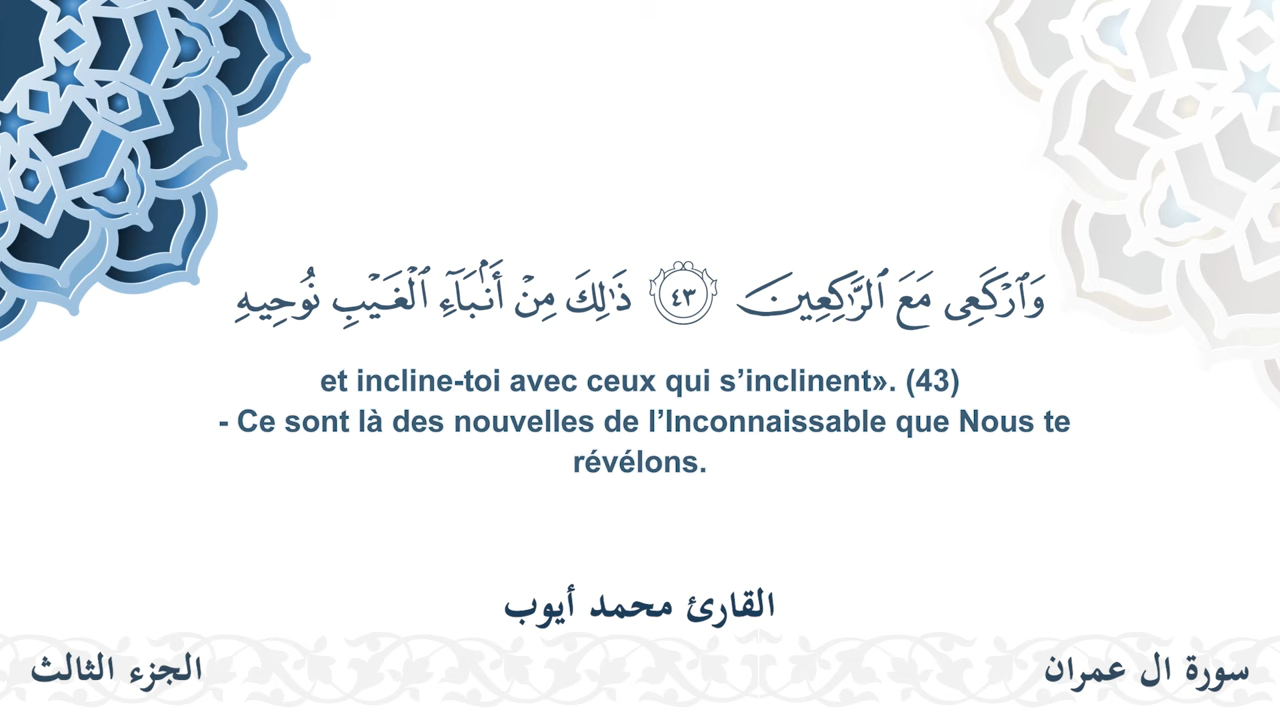 وَٱرۡكَعِى مَعَ ٱلرَّٰكِعِينَ ٤٣ ذَٰلِكَ مِنۡ أَنۢبَآءِ ٱلۡغَيۡبِ نُوحِيهِ
et incline-toi avec ceux qui s’inclinent». (43)
- Ce sont là des nouvelles de l’Inconnaissable que Nous te
révélons.
القارئ محمد أيوب
سورة ال عمران
الجزء الثالث